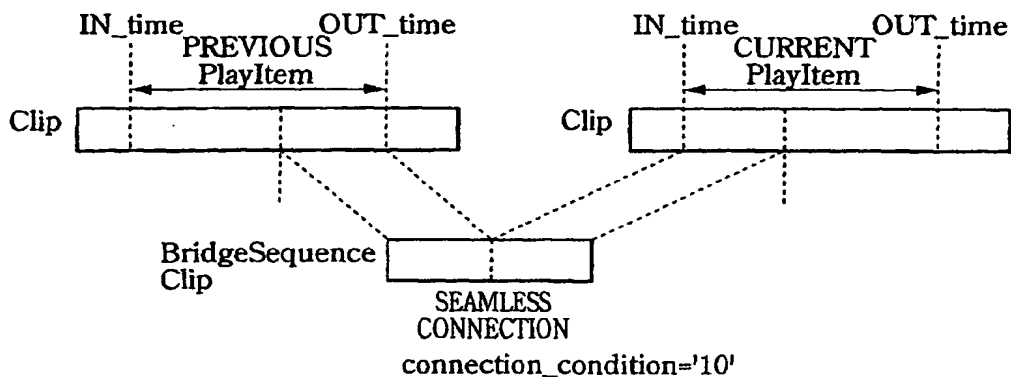 IN_time
OUT_time
PREVIOUS
PlayItem
Clip
IN_time
OUT_time
CURRENT
PlayItem
Clip
BridgeSequence
Clip
SEAMLESS
CONNECTION
connection_condition='10'